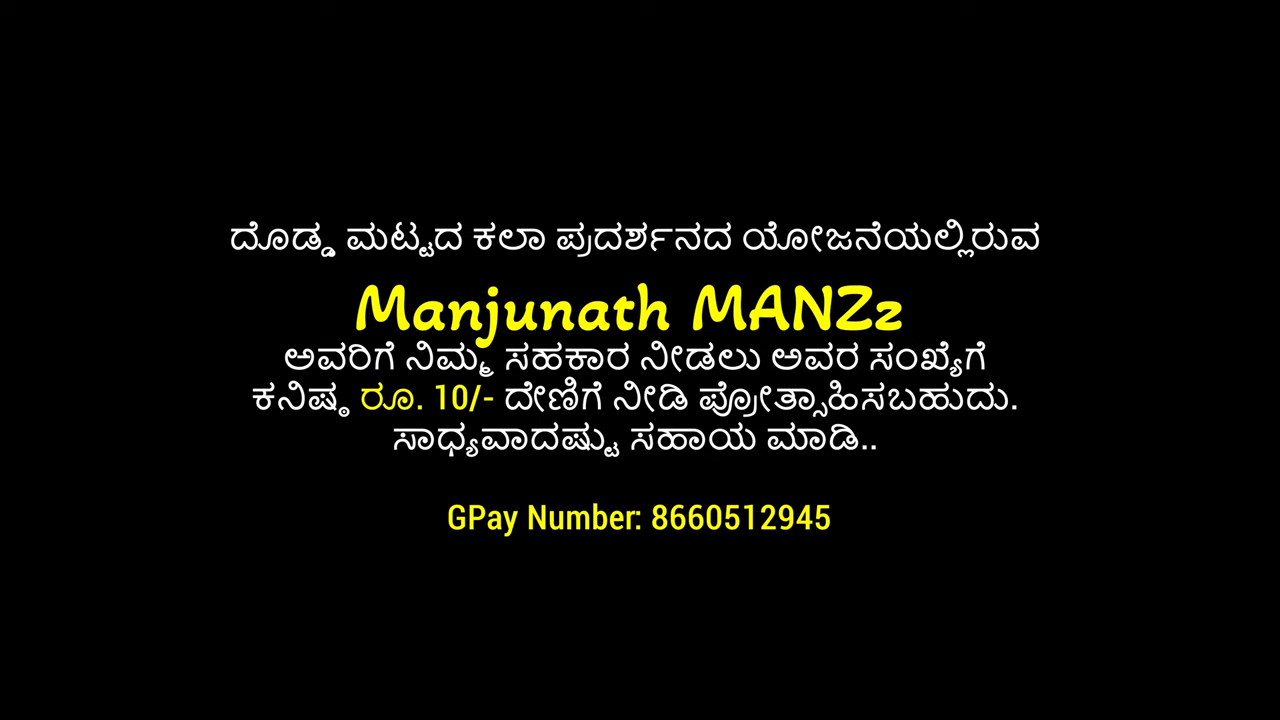 ದೊಡ್ಡ ಮಟ್ಟದ ಕಲಾ ಪ್ರದರ್ಶನದ ಯೋಜನೆಯಲ್ಲಿರುವ
Manjunath MANZz
ಅವರಿಗೆ ನಿಮ್ಮ ಸಹಕಾರ ನೀಡಲು ಅವರ ಸಂಖ್ಯೆಗೆ
ಕನಿಷ್ಠ ರೂ. 10/- ದೇಣಿಗೆ ನೀಡಿ ಪ್ರೋತ್ಸಾಹಿಸಬಹುದು.
ಸಾಧ್ಯವಾದಷ್ಟು ಸಹಾಯ ಮಾಡಿ..
GPay Number: 8660512945